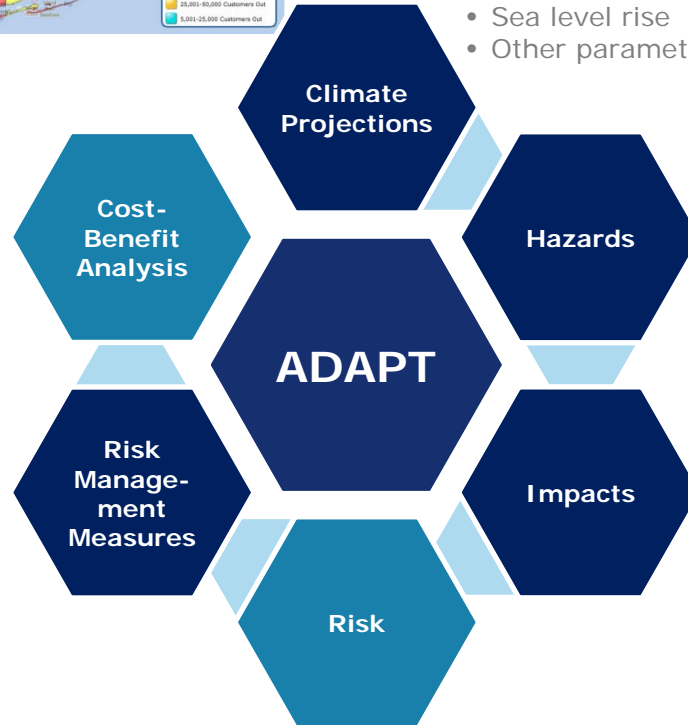 25,001-50,000 Customers Out
5,001-25,000 Customers Out
• Sea level rise
• Other paramet
Climate
Projections
Cost-
Benefit
Analysis
Hazards
ADAPT
Risk
Manage-
ment
Measures
Impacts
Risk